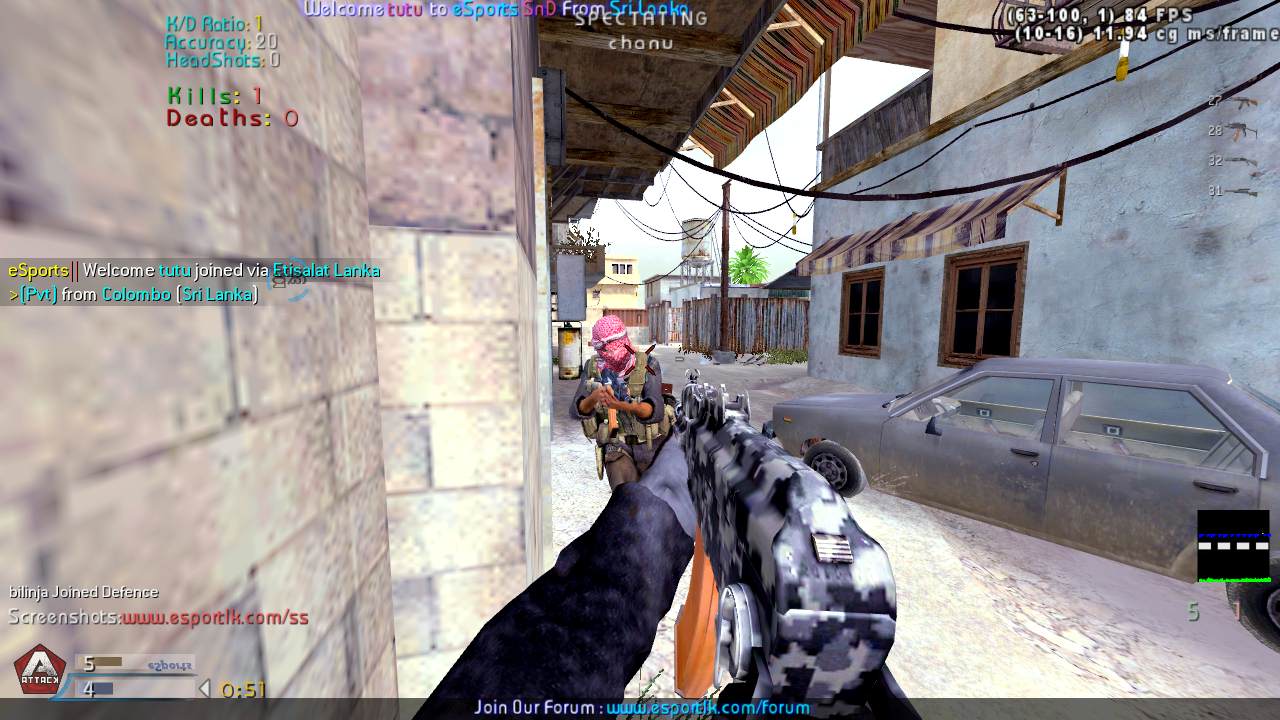 Welcome tutu to eSports SnD From Sri Lanka
SPECTATING
chanu
K/D Ratio: 1
Accuracy: 20
HeadShots: 0
Kills: 1
Deaths: 0
(63-100, 1) 84 FPS
(10-16) 11.94 cg ms/frame
27
28
32
31
eSports|| Welcome tutu joined via Etisalat Lanka
>(Pvt) from Colombo (Sri Lanka)
bilinja Joined Defence
Screenshots:www.esportlk.com/ss
5 1
ATTACK
5 eSports
4 0:51
Join Our Forum : www.esportlk.com/forum